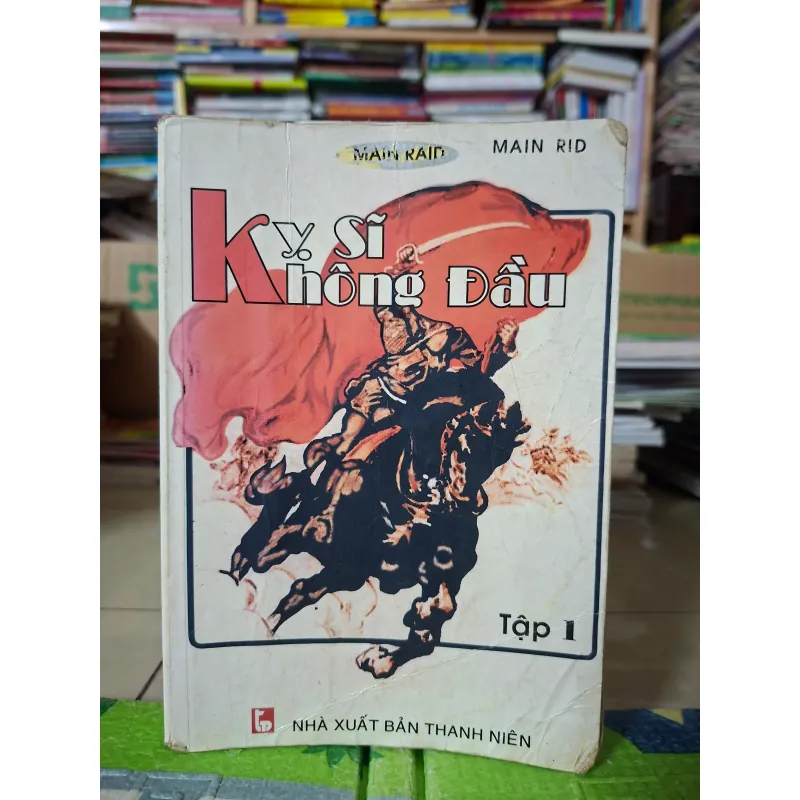 MAIN RAID
MAIN RID
Kỵ Sĩ
Không Đầu
Tập 1
NHÀ XUẤT BẢN THANH NIÊN